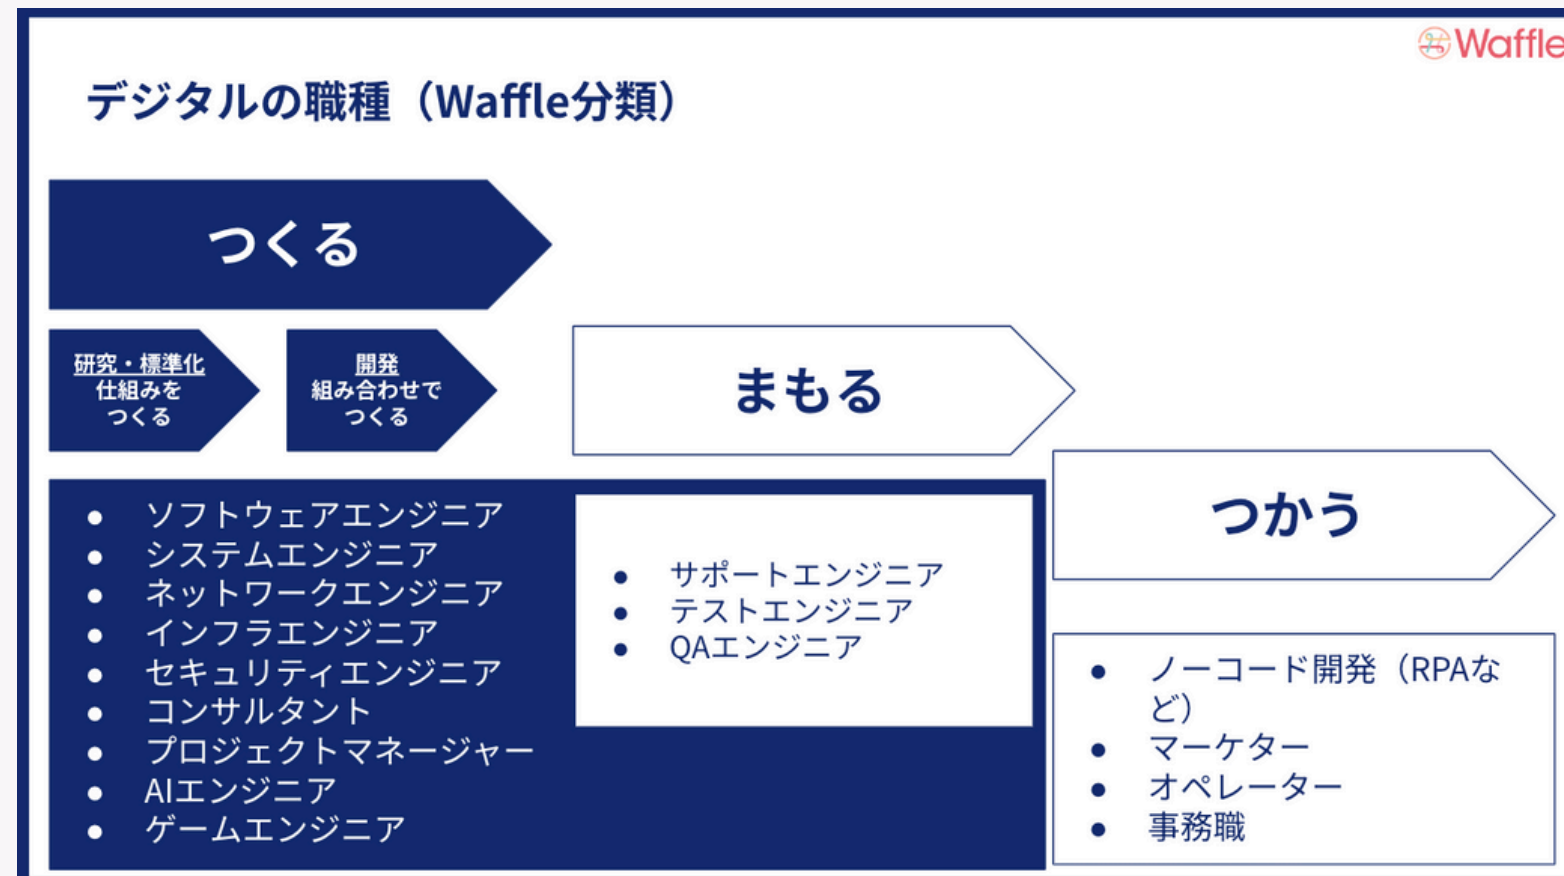 Waffle
デジタルの職種（Waffle分類）
つくる
研究・標準化
仕組みを
つくる
開発
組み合わせで
つくる
まもる
つかう
● ソフトウェアエンジニア
● システムエンジニア
● ネットワークエンジニア
● インフラエンジニア
● セキュリティエンジニア
● コンサルタント
● プロジェクトマネージャー
● AIエンジニア
● ゲームエンジニア
● サポートエンジニア
● テストエンジニア
● QAエンジニア
● ノーコード開発（RPAな
ど）
● マーケター
● オペレーター
● 事務職